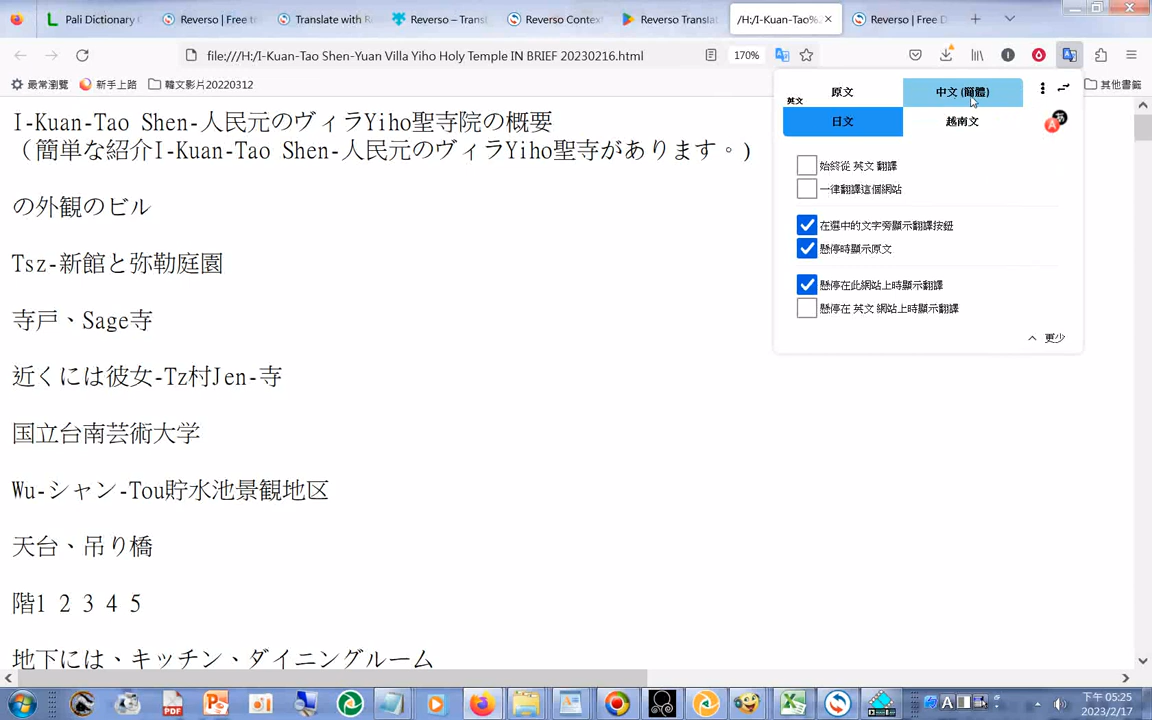 Pali Dictionary
Reverso | Free t
Translate with R
Reverso – Trans
Reverso Contex
Reverso Transla
/H:/I-Kuan-Tao%
Reverso | Free D
file:///H:/I-Kuan-Tao Shen-Yuan Villa Yiho Holy Temple IN BRIEF 20230216.html
170%
最常瀏覽
新手上路
韓文影片20220312
其他書籤
I-Kuan-Tao Shen-人民元のヴィラYiho聖寺院の概要
(簡単な紹介I-Kuan-Tao Shen-人民元のヴィラYiho聖寺があります。)
の外観のビル
Tsz-新館と弥勒庭園
寺戸、Sage寺
近くには彼女-Tz村Jen-寺
国立台南芸術大学
Wu-シャン-Tou貯水池景観地区
天台、吊り橋
階1 2 3 4 5
地下には、キッチン、ダイニングルーム
英文
原文
中文 (簡體)
日文
越南文
始終從 英文 翻譯
一律翻譯這個網站
在選中的文字旁顯示翻譯按鈕
懸停時顯示原文
懸停在此網站上時顯示翻譯
懸停在 英文 網站上時顯示翻譯
更少
下午 05:25
2023/2/17